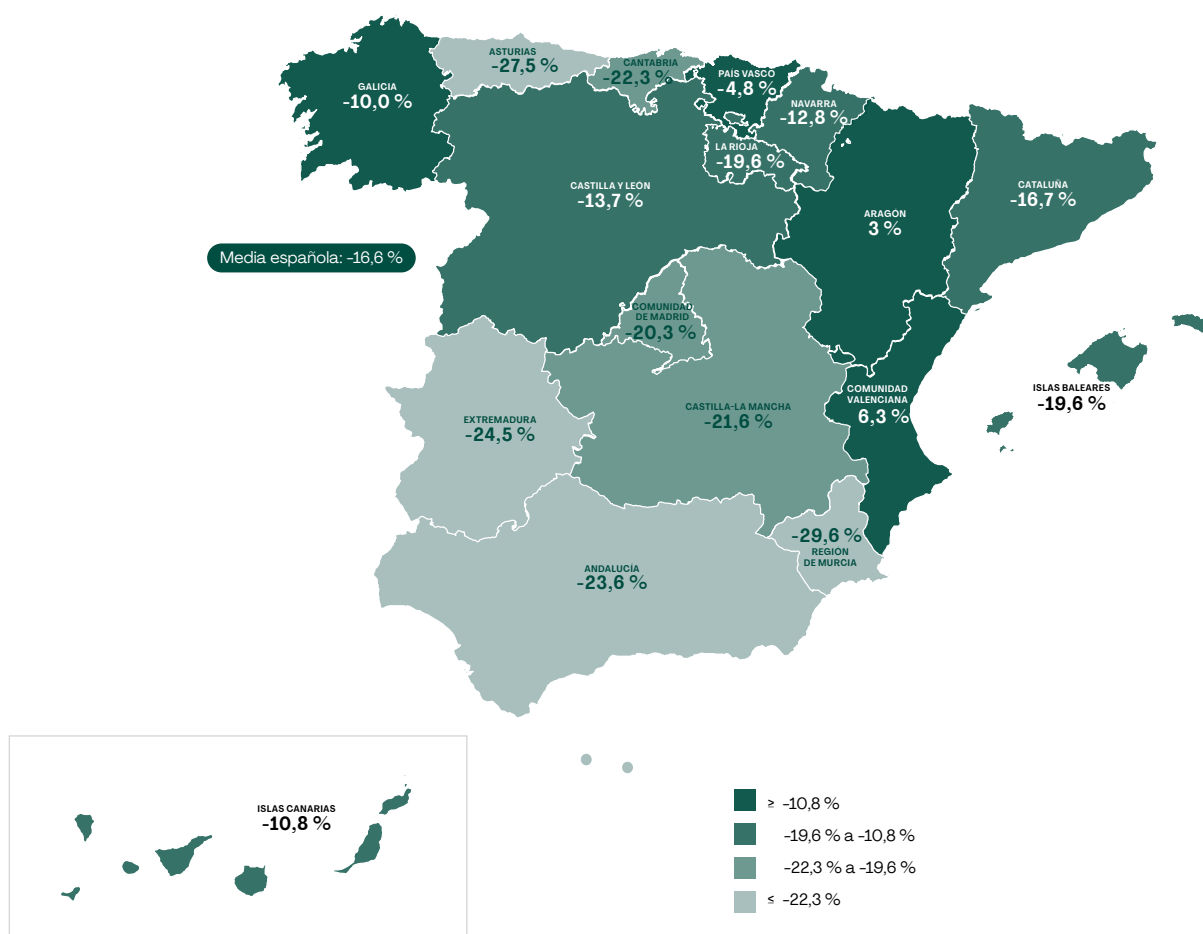 ASTURIAS
-27,5 %
CANTABRIA
-22,3 %
PAÍS VASCO
-4,8 %
GALICIA
-10,0 %
NAVARRA
-12,8 %
LA RIOJA
-19,6 %
CASTILLA Y LEÓN
-13,7 %
CATALUÑA
-16,7 %
ARAGÓN
3 %
Media española: -16,6 %
COMUNIDAD
DE MADRID
-20,3 %
ISLAS BALEARES
-19,6 %
COMUNIDAD
VALENCIANA
6,3 %
CASTILLA-LA MANCHA
-21,6 %
EXTREMADURA
-24,5 %
-29,6 %
REGIÓN
DE MURCIA
ANDALUCÍA
-23,6 %
ISLAS CANARIAS
-10,8 %
≥ -10,8 %
-19,6 % a -10,8 %
-22,3 % a -19,6 %
≤ -22,3 %